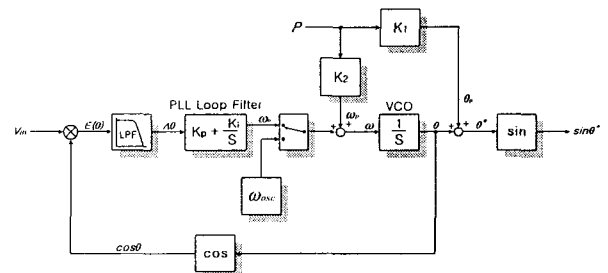 P
K1
K2
PLL Loop Filter
ωo
ωP
VCO
θP
Vin
E(θ)
LPF
Δθ
Kp + Ki/S
ω
1/S
θ
θ*
sin
sinθ*
ωosc
cosθ
cos